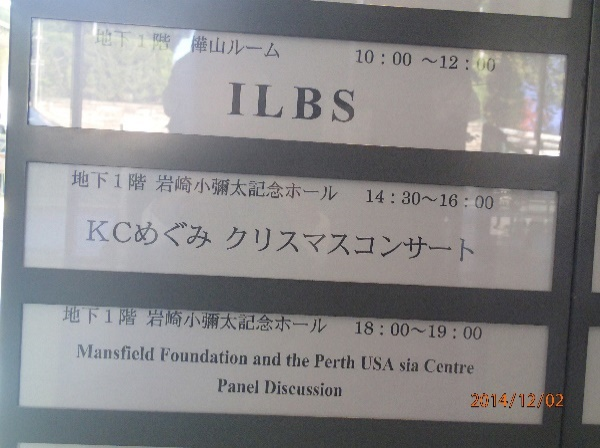 地下1階 樺山ルーム 10:00 ～12:00
ILBS
地下1階 岩崎小彌太記念ホール 14:30～16:00
KCめぐみ クリスマスコンサート
地下1階 岩崎小彌太記念ホール 18:00～19:00
Mansfield Foundation and the Perth USA sia Centre
Panel Discussion
2014/12/02